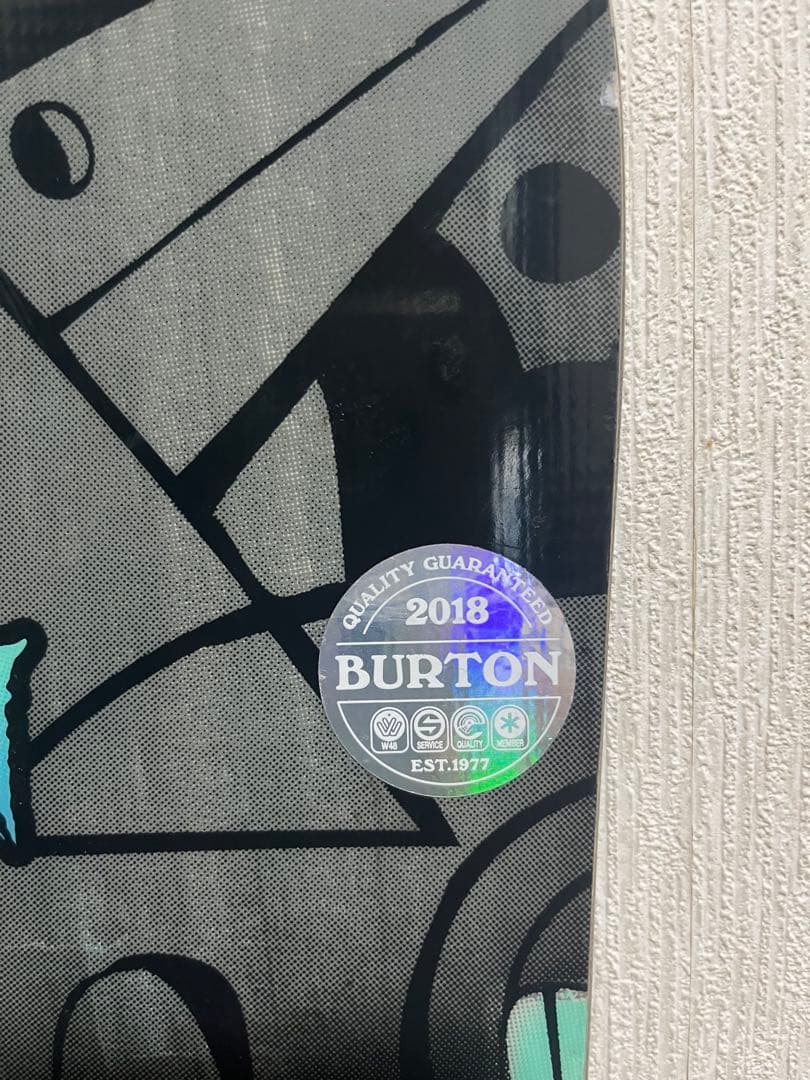 QUALITY GUARANTEED
2018
BURTON
W48 SERVICE QUALITY MEMBER
EST.1977